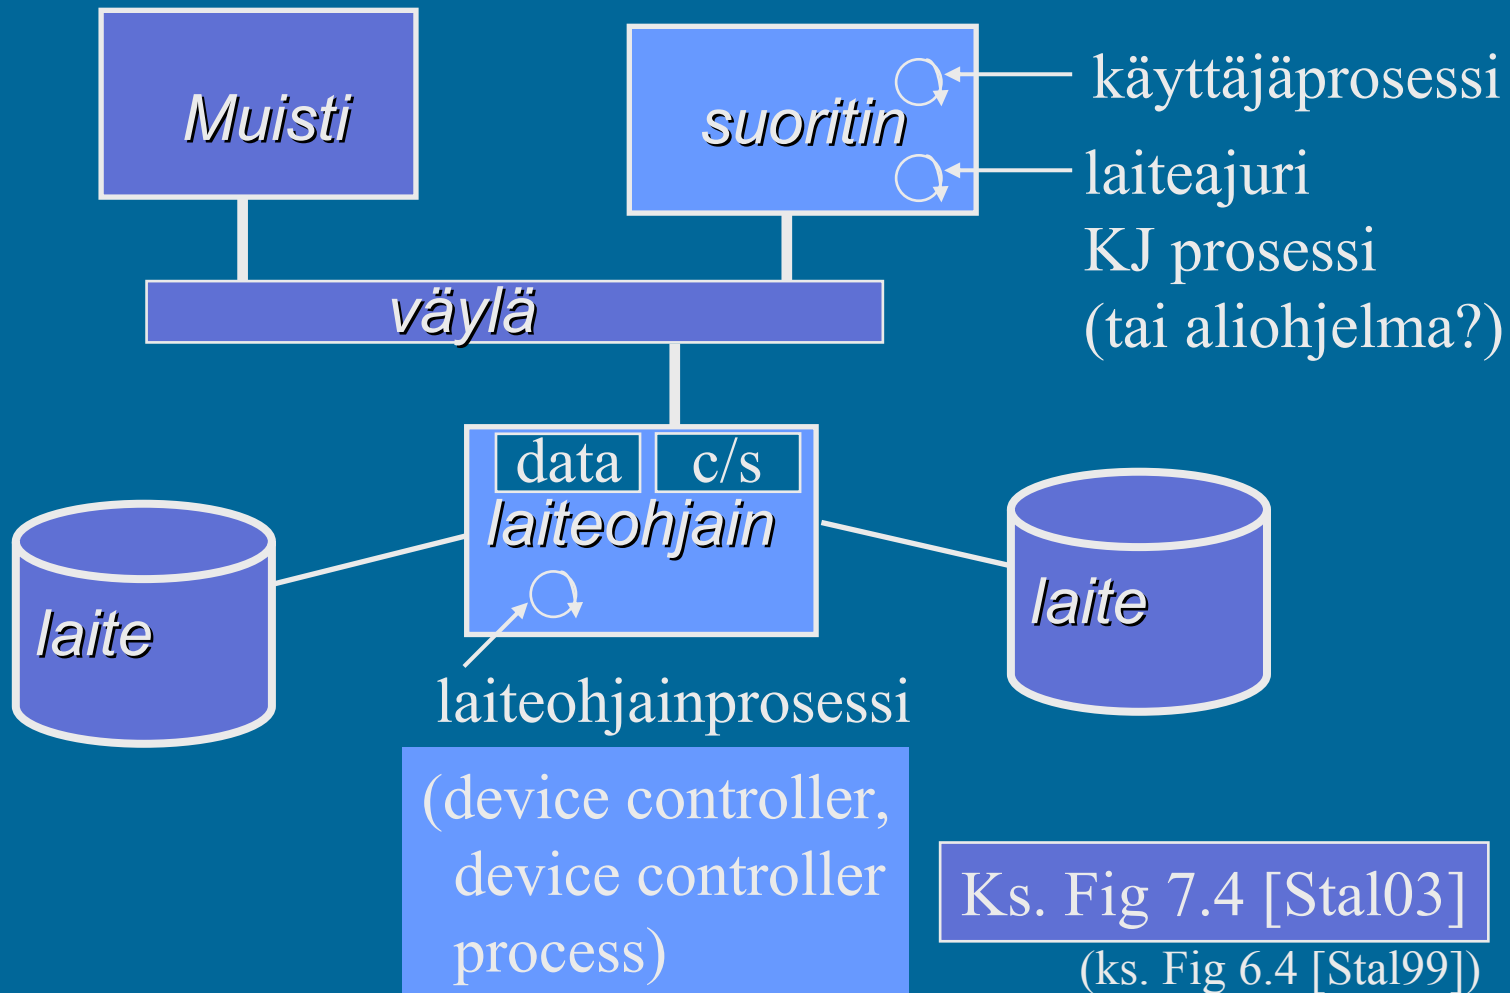 Muisti
suoritin
käyttäjäprosessi
laiteajuri
KJ prosessi
(tai aliohjelma?)
väylä
data
c/s
laiteohjain
laite
laite
laiteohjainprosessi
(device controller,
device controller
process)
Ks. Fig 7.4 [Stal03]
(ks. Fig 6.4 [Stal99])